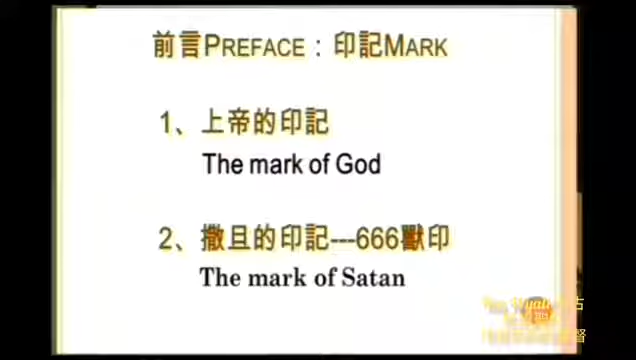 前言PREFACE：印記MARK
1、上帝的印記
The mark of God
2、撒旦的印記---666獸印
The mark of Satan